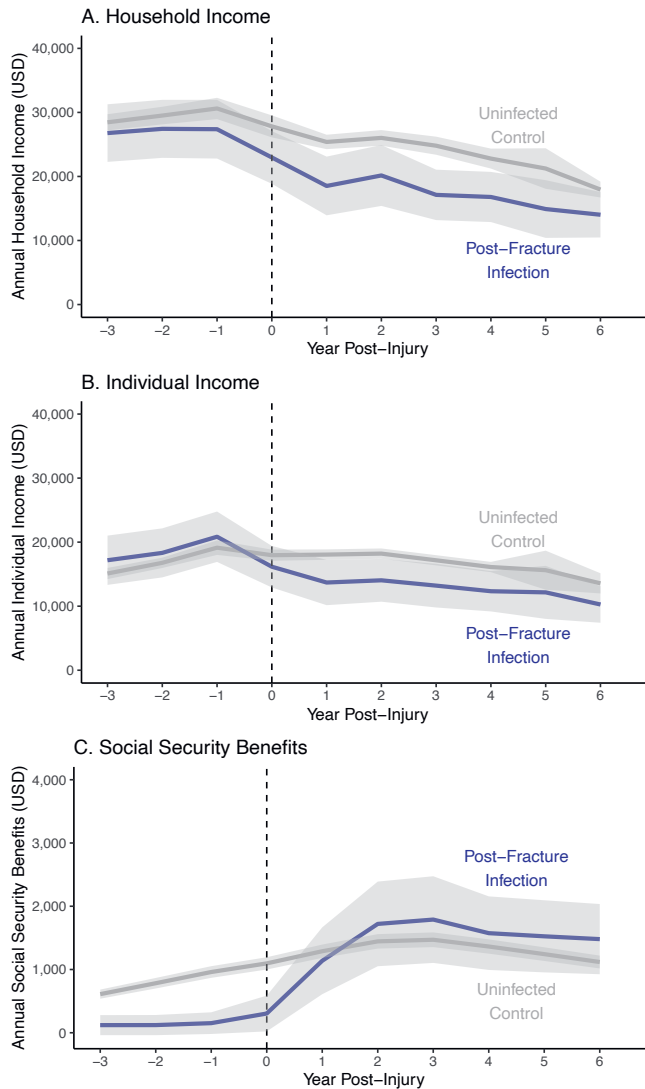 A. Household Income
Annual Household Income (USD)
40,000
30,000
20,000
10,000
0
Uninfected
Control
Post−Fracture
Infection
−3 −2 −1 0 1 2 3 4 5 6
Year Post−Injury
B. Individual Income
Annual Individual Income (USD)
40,000
30,000
20,000
10,000
0
Uninfected
Control
Post−Fracture
Infection
−3 −2 −1 0 1 2 3 4 5 6
Year Post−Injury
C. Social Security Benefits
Annual Social Security Benefits (USD)
4,000
3,000
2,000
1,000
0
Post−Fracture
Infection
Uninfected
Control
−3 −2 −1 0 1 2 3 4 5 6
Year Post−Injury